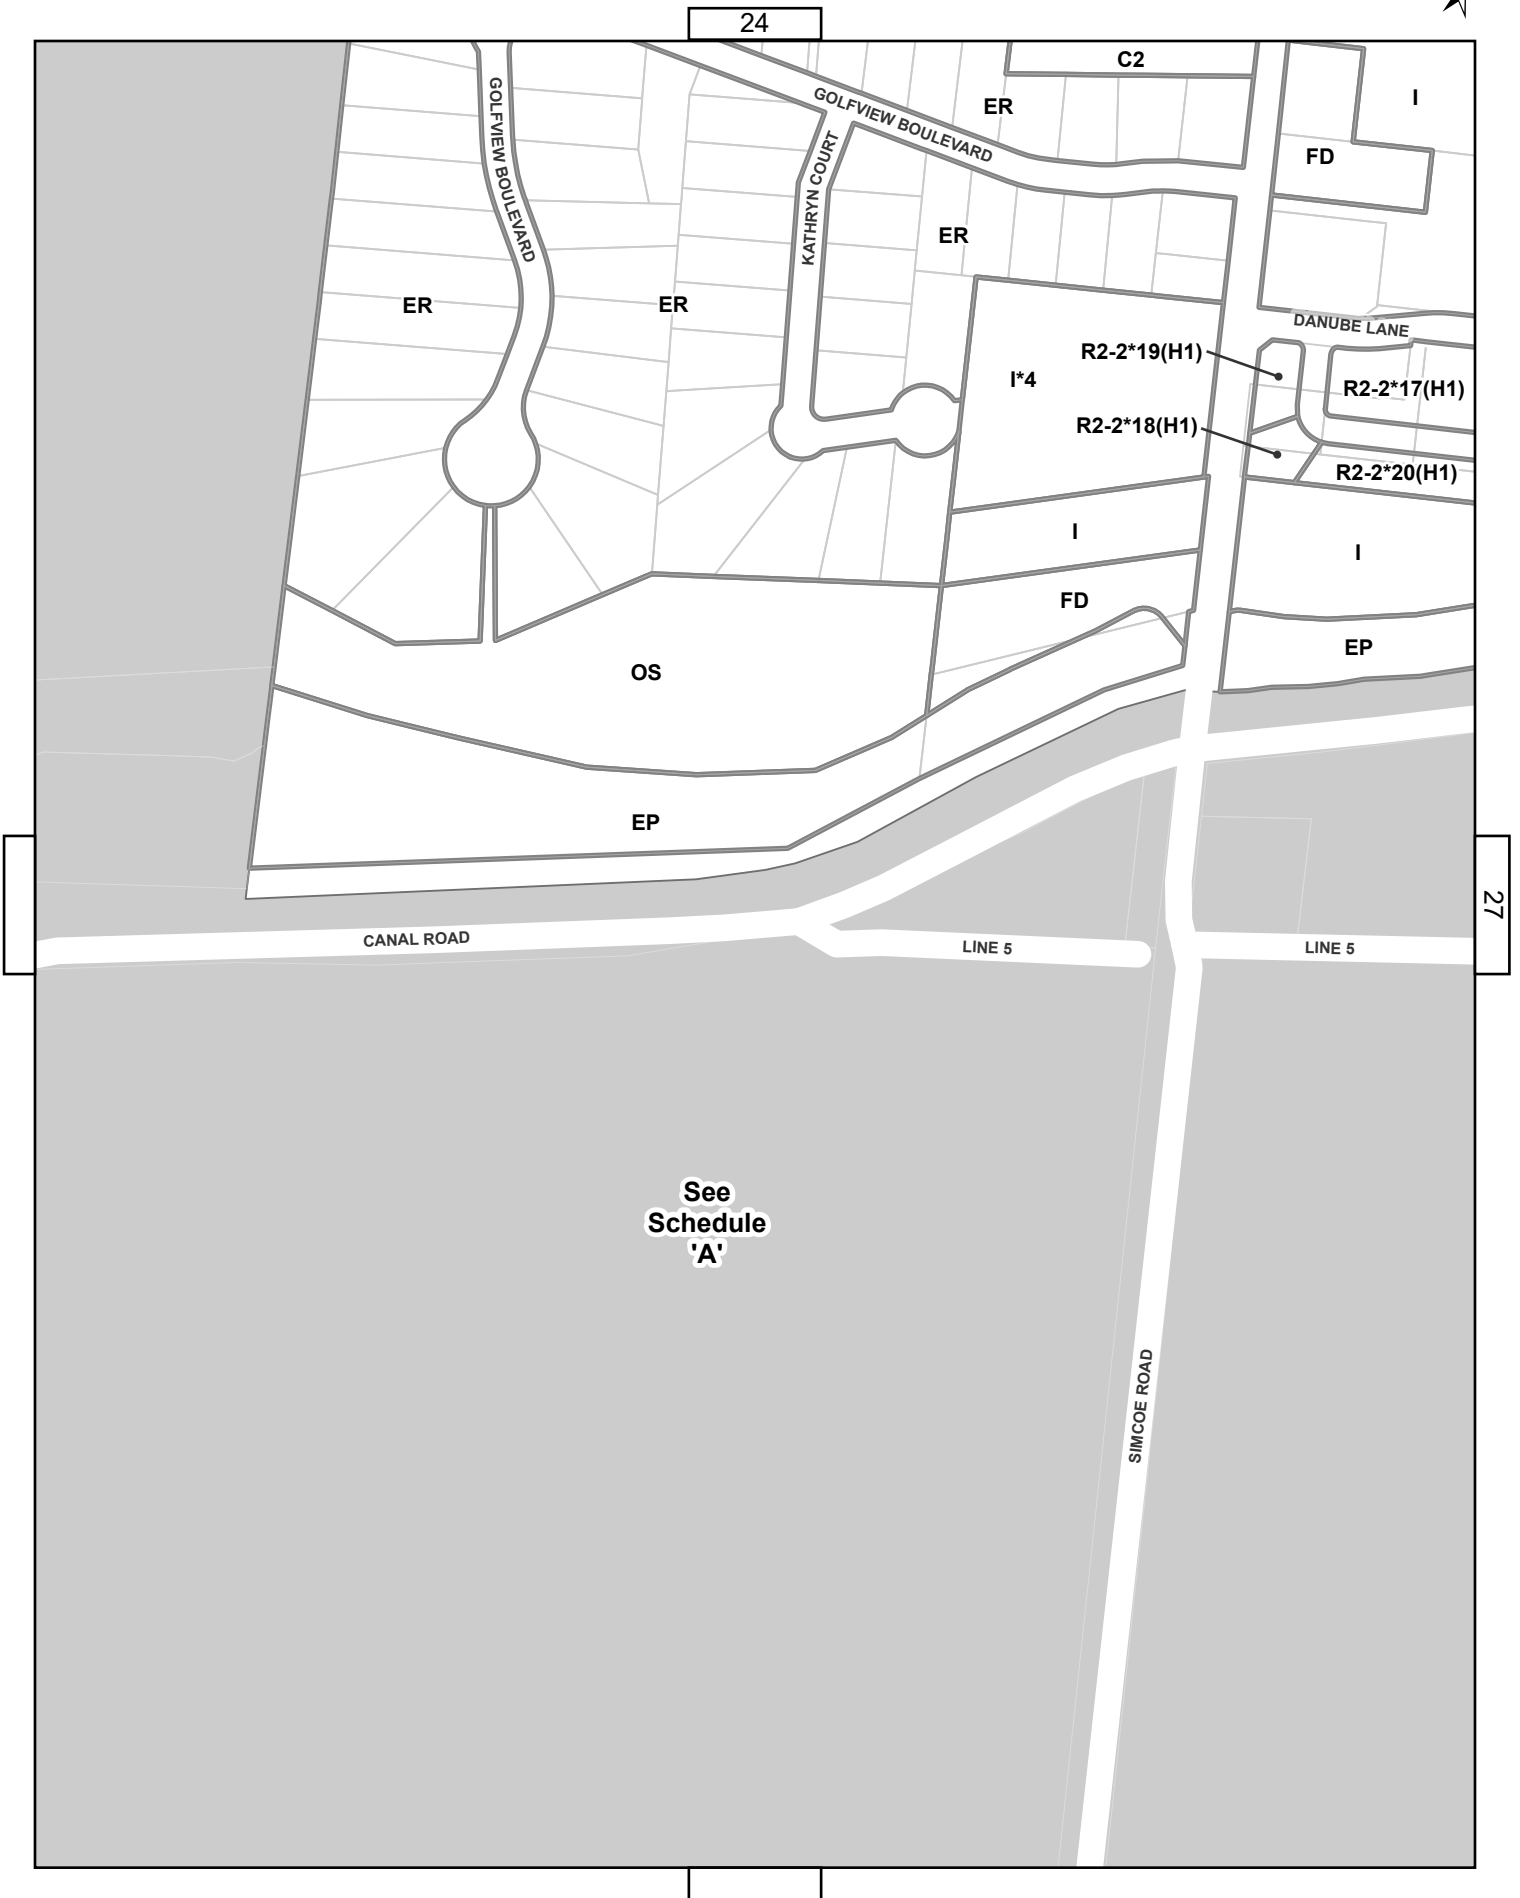 24
C2
GOLFVIEW BOULEVARD
GOLFVIEW BOULEVARD
ER
I
KATHRYN COURT
FD
ER
ER
ER
DANUBE LANE
R2-2*19(H1)
I*4
R2-2*17(H1)
R2-2*18(H1)
R2-2*20(H1)
I
I
FD
EP
OS
EP
27
CANAL ROAD
LINE 5
LINE 5
See
Schedule
'A'
SIMCOE ROAD